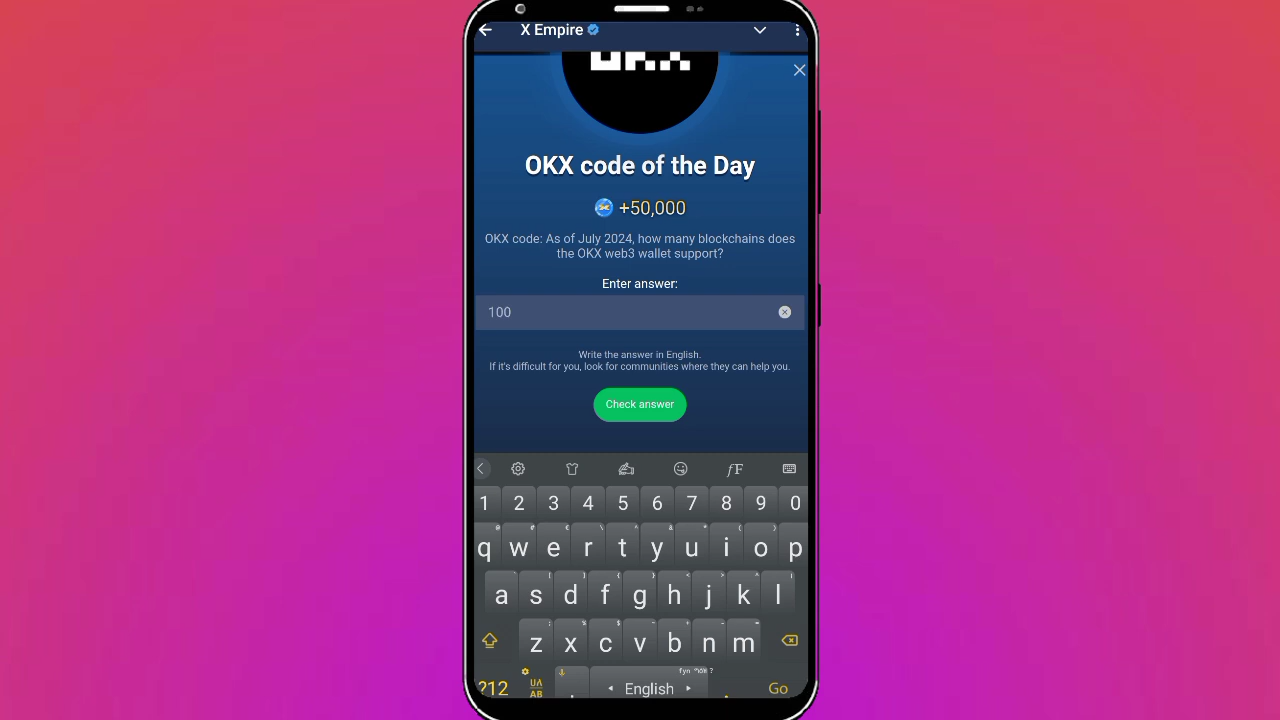 X Empire
OKX
OKX code of the Day
+50,000
OKX code: As of July 2024, how many blockchains does
the OKX web3 wallet support?
Enter answer:
100
Write the answer in English.
If it's difficult for you, look for communities where they can help you.
Check answer
fF
1 2 3 4 5 6 7 8 9 0
q w e r t y u i o p
a s d f g h j k l
z x c v b n m
?12 English . Go